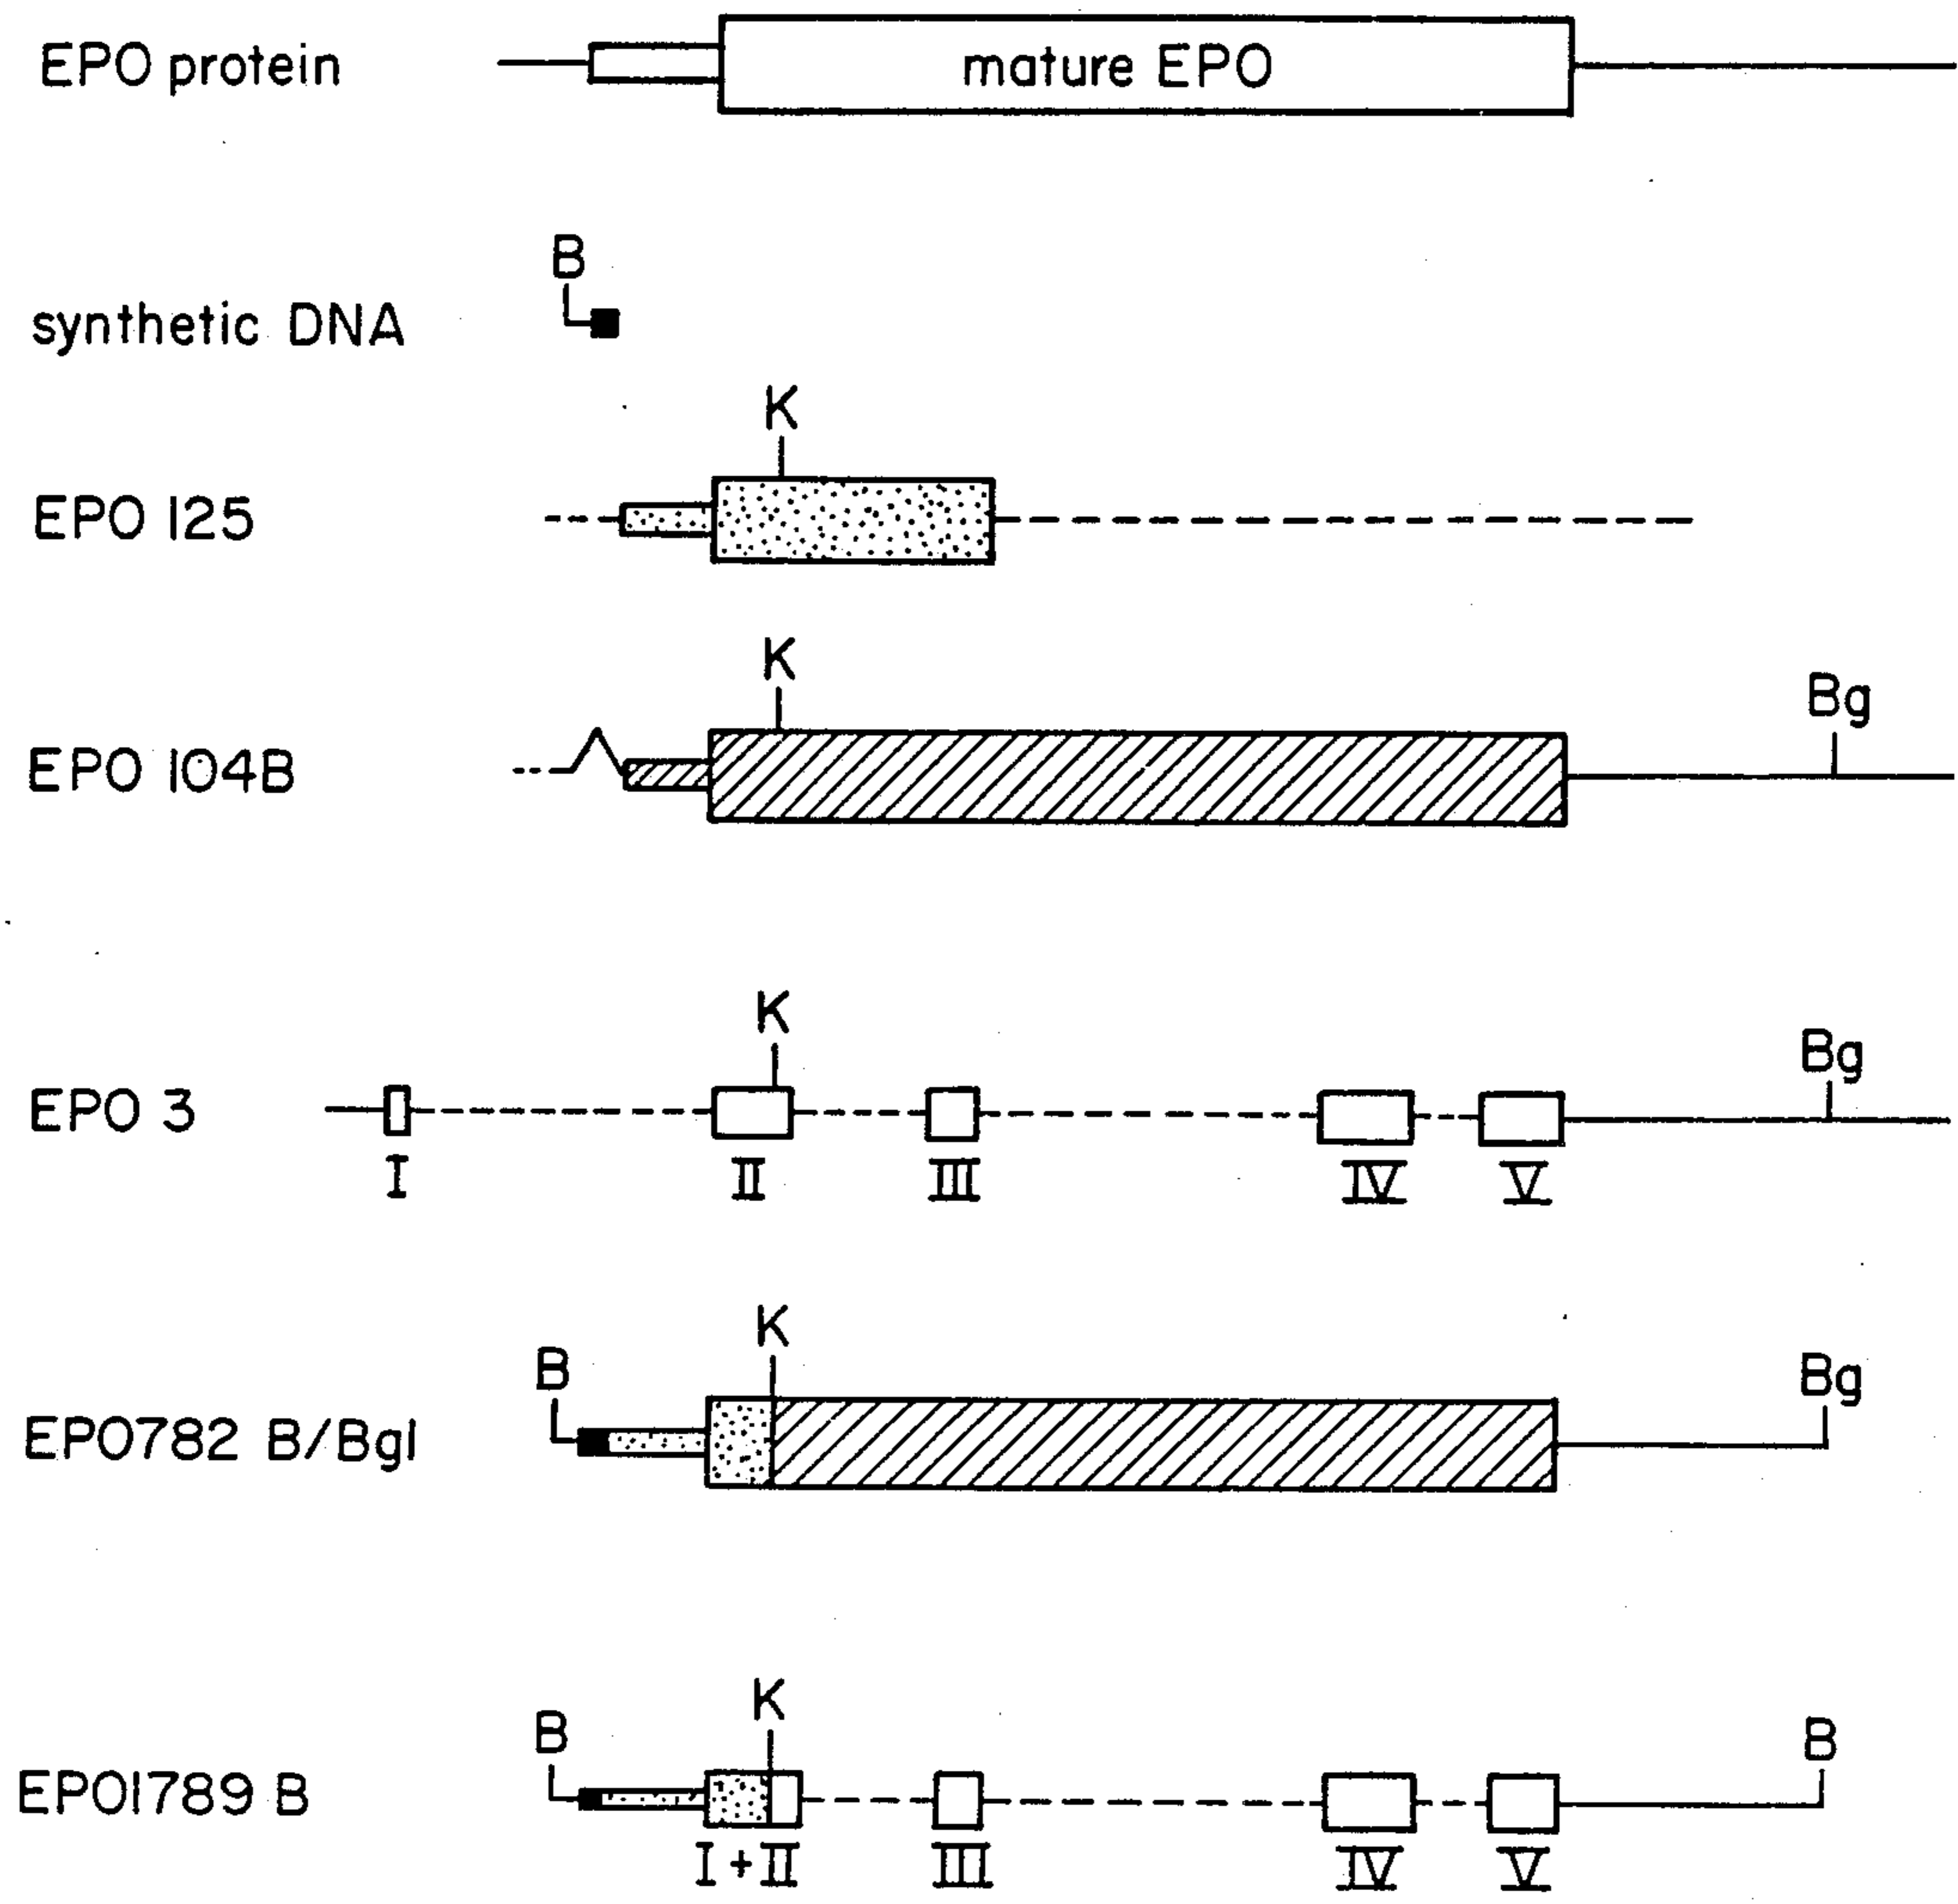 EPO protein
mature EPO
B
synthetic DNA
K
EPO 125
K
Bg
EPO 104B
K
Bg
EPO 3
I II III IV V
K
B
Bg
EPO782 B/Bgl
K
B
B
EPO1789 B
I+II III IV V